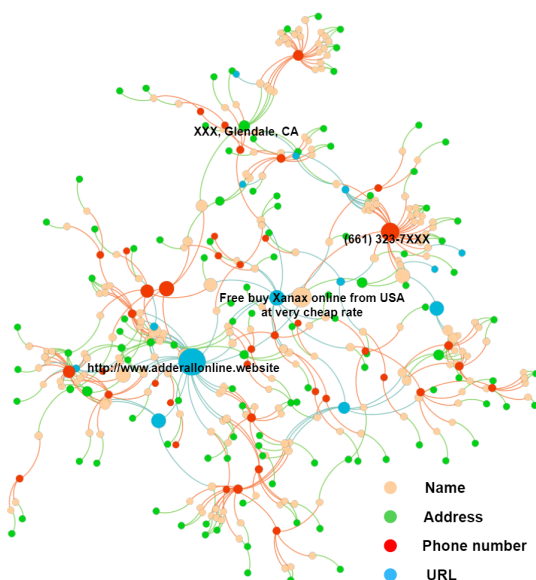 XXX, Glendale, CA
(661) 323-7XXX
Free buy Xanax online from USA
at very cheap rate
http://www.adderallonline.website
Name
Address
Phone number
URL